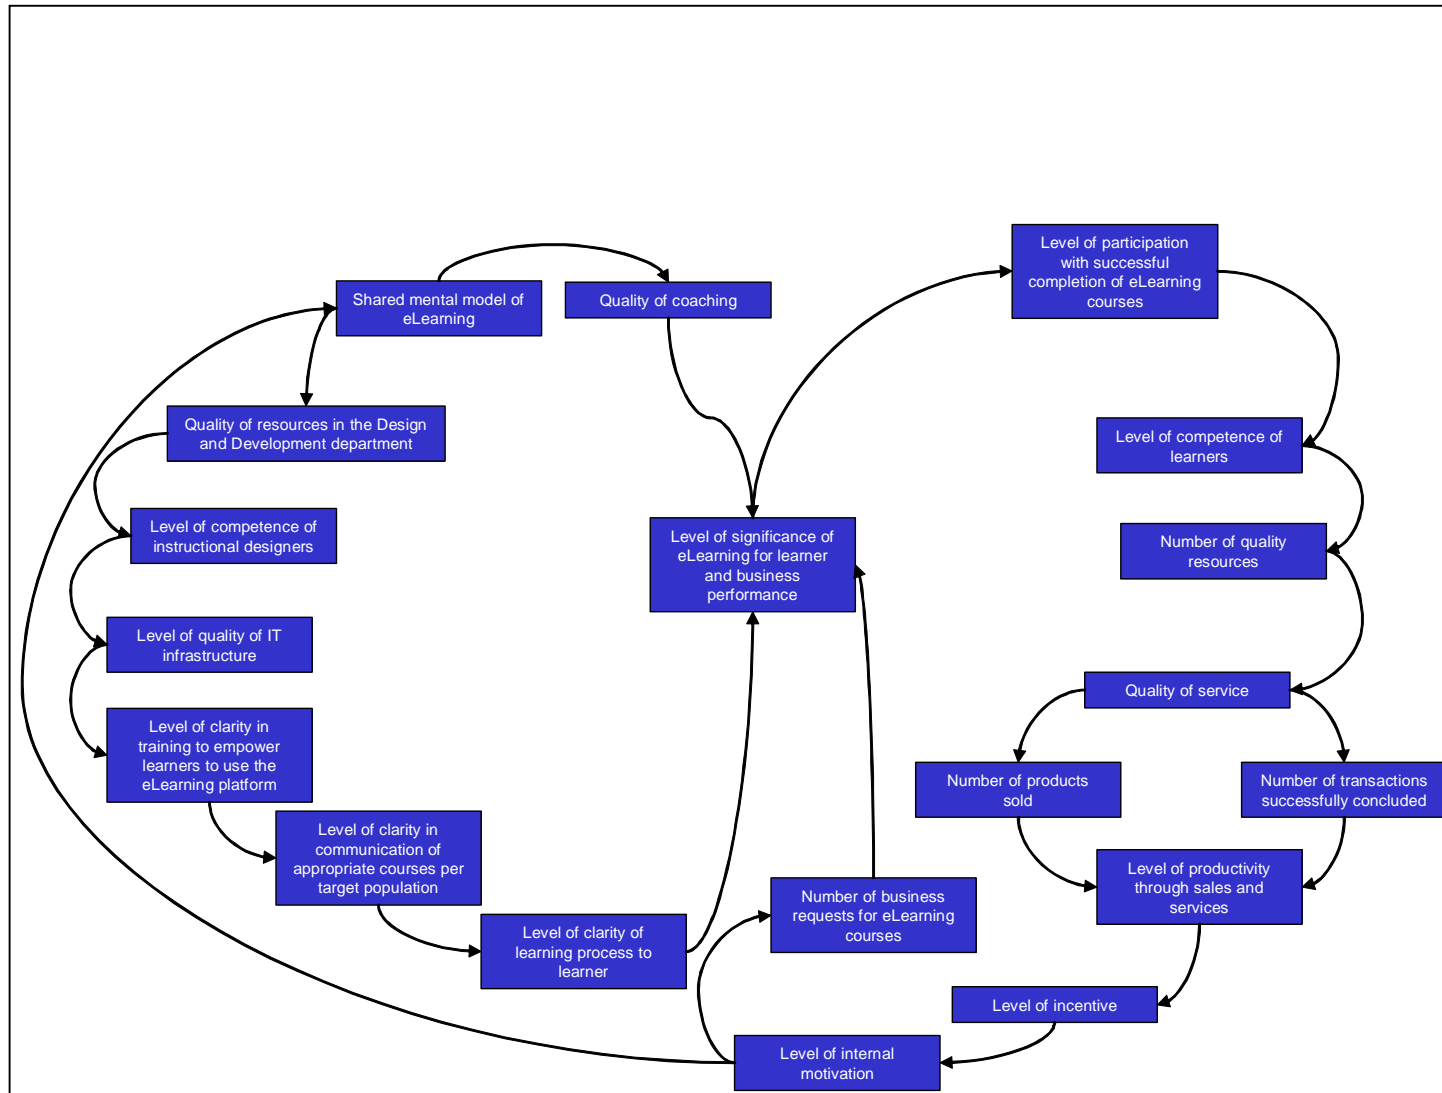 Level of participation
with successful
completion of eLearning
courses
Shared mental model of
eLearning
Quality of coaching
Quality of resources in the Design
and Development department
Level of competence of
learners
Level of competence of
instructional designers
Level of significance of
eLearning for learner
and business
performance
Number of quality
resources
Level of quality of IT
infrastructure
Quality of service
Level of clarity in
training to empower
learners to use the
eLearning platform
Number of products
sold
Number of transactions
successfully concluded
Level of clarity in
communication of
appropriate courses per
target population
Level of productivity
through sales and
services
Number of business
requests for eLearning
courses
Level of clarity of
learning process to
learner
Level of incentive
Level of internal
motivation